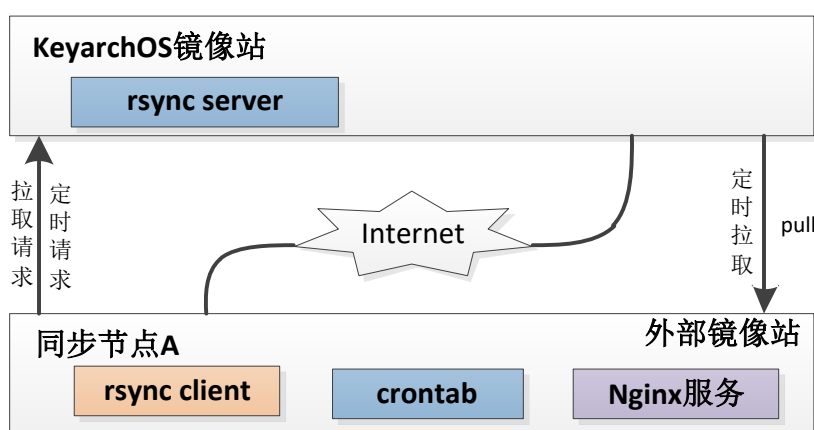 KeyarchOS镜像站
rsync server
拉取请求
定时请求
Internet
定时拉取
pull
同步节点A
外部镜像站
rsync client
crontab
Nginx服务